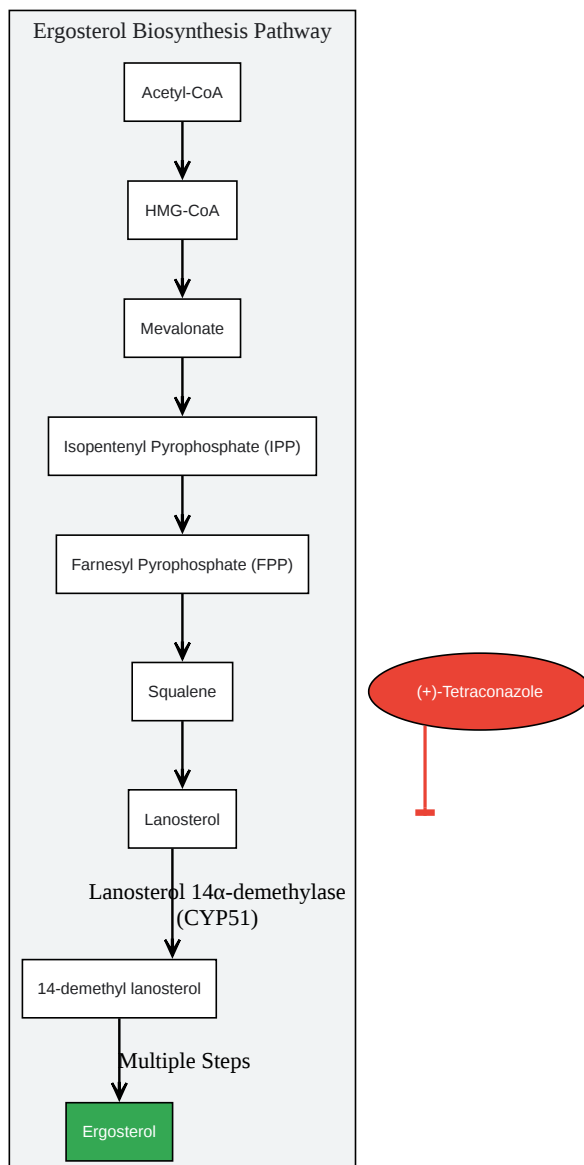 Ergosterol Biosynthesis Pathway
Acetyl-CoA
HMG-CoA
Mevalonate
Isopentenyl Pyrophosphate (IPP)
Farnesyl Pyrophosphate (FPP)
Squalene
(+)-Tetraconazole
Lanosterol
Lanosterol 14α-demethylase
(CYP51)
14-demethyl lanosterol
Multiple Steps
Ergosterol